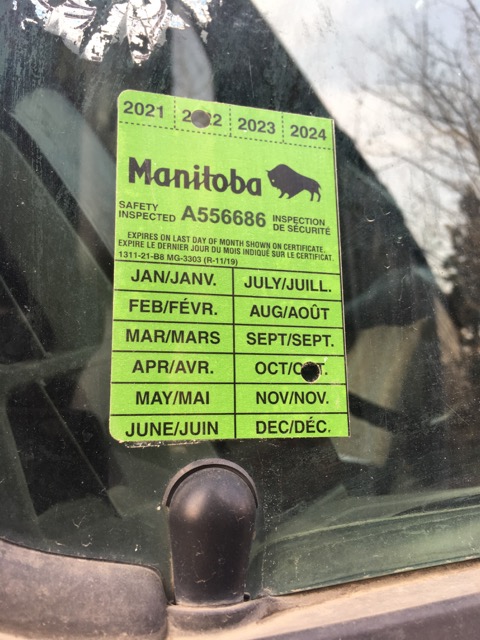 2021 2022 2023 2024
Manitoba
SAFETY INSPECTED A556686 INSPECTION DE SÉCURITÉ
EXPIRES ON LAST DAY OF MONTH SHOWN ON CERTIFICATE.
EXPIRE LE DERNIER JOUR DU MOIS INDIQUÉ SUR LE CERTIFICAT.
1311-21-B8 MG-3303 (R-11/19)
JAN/JANV. JULY/JUILL.
FEB/FÉVR. AUG/AOÛT
MAR/MARS SEPT/SEPT.
APR/AVR. OCT/OCT.
MAY/MAI NOV/NOV.
JUNE/JUIN DEC/DÉC.